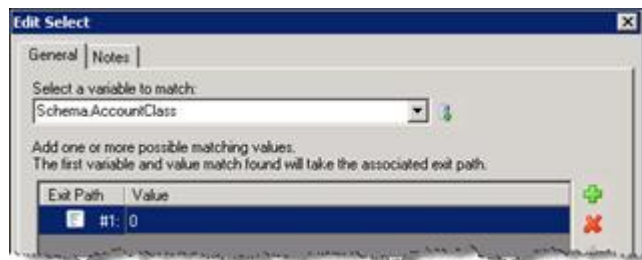 Edit Select
General Notes
Select a variable to match:
Schema.AccountClass
Add one or more possible matching values.
The first variable and value match found will take the associated exit path.
Exit Path Value
#1: 0